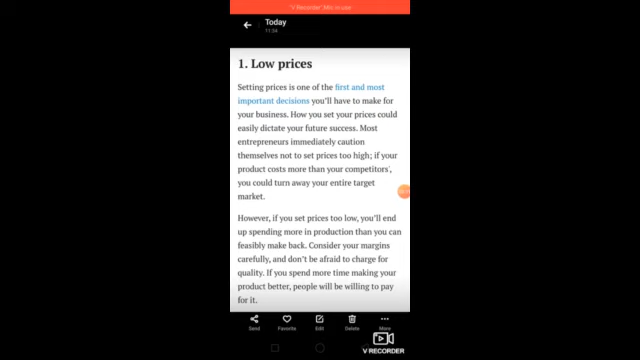 'V Recorder' Mic in use
Today
11:34
1. Low prices
Setting prices is one of the first and most
important decisions you'll have to make for
your business. How you set your prices could
easily dictate your future success. Most
entrepreneurs immediately caution
themselves not to set prices too high; if your
product costs more than your competitors',
you could turn away your entire target
market.
However, if you set prices too low, you'll end
up spending more in production than you can
feasibly make back. Consider your margins
carefully, and don't be afraid to charge for
quality. If you spend more time making your
product better, people will be willing to pay
for it.
Send Favorite Edit Delete More
V RECORDER